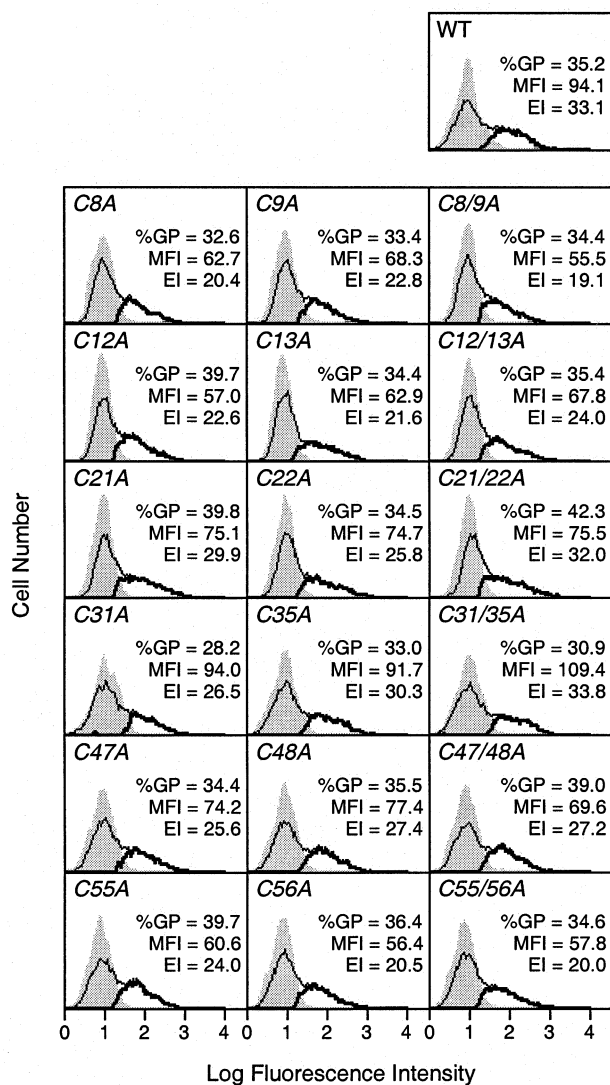 WT
%GP = 35.2
MFI = 94.1
EI = 33.1
C8A
%GP = 32.6
MFI = 62.7
EI = 20.4
C9A
%GP = 33.4
MFI = 68.3
EI = 22.8
C8/9A
%GP = 34.4
MFI = 55.5
EI = 19.1
C12A
%GP = 39.7
MFI = 57.0
EI = 22.6
C13A
%GP = 34.4
MFI = 62.9
EI = 21.6
C12/13A
%GP = 35.4
MFI = 67.8
EI = 24.0
C21A
%GP = 39.8
MFI = 75.1
EI = 29.9
C22A
%GP = 34.5
MFI = 74.7
EI = 25.8
C21/22A
%GP = 42.3
MFI = 75.5
EI = 32.0
C31A
%GP = 28.2
MFI = 94.0
EI = 26.5
C35A
%GP = 33.0
MFI = 91.7
EI = 30.3
C31/35A
%GP = 30.9
MFI = 109.4
EI = 33.8
C47A
%GP = 34.4
MFI = 74.2
EI = 25.6
C48A
%GP = 35.5
MFI = 77.4
EI = 27.4
C47/48A
%GP = 39.0
MFI = 69.6
EI = 27.2
C55A
%GP = 39.7
MFI = 60.6
EI = 24.0
C56A
%GP = 36.4
MFI = 56.4
EI = 20.5
C55/56A
%GP = 34.6
MFI = 57.8
EI = 20.0
Cell Number
0 1 2 3 4 1 2 3 4 1 2 3 4
Log Fluorescence Intensity